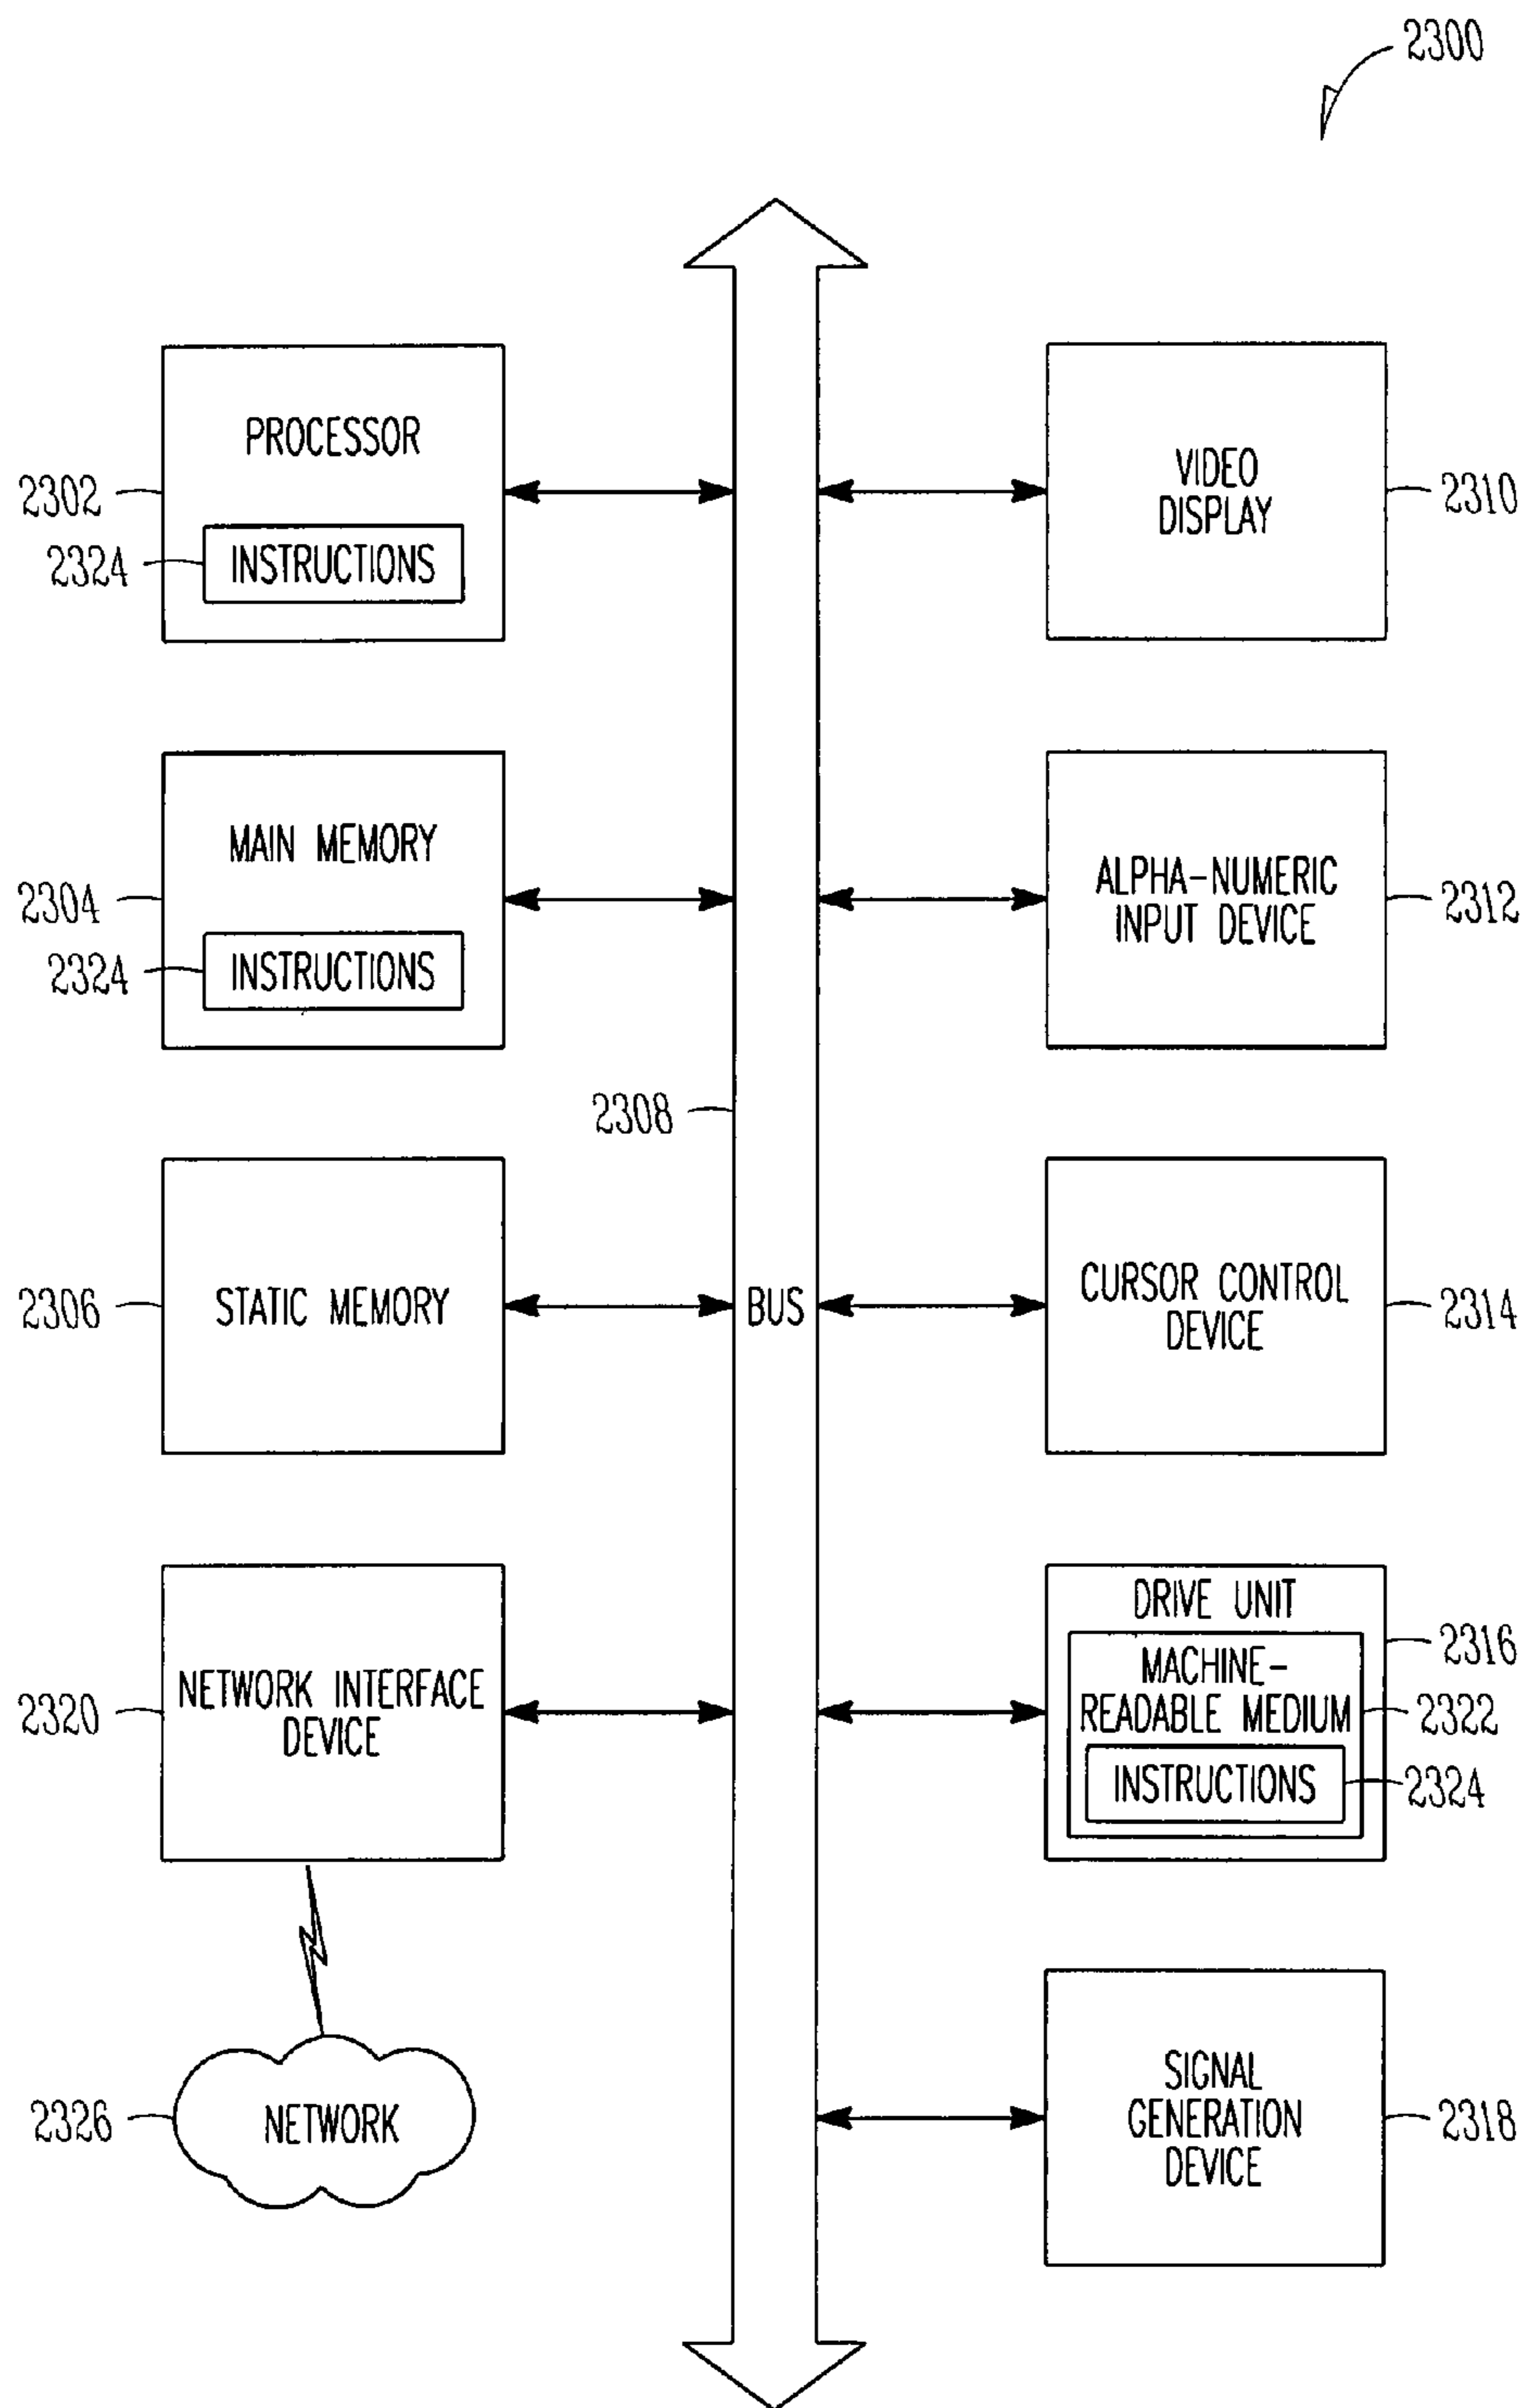 2300
PROCESSOR
2302
2324
INSTRUCTIONS
VIDEO
DISPLAY
2310
MAIN MEMORY
2304
2324
INSTRUCTIONS
ALPHA-NUMERIC
INPUT DEVICE
2312
2308
STATIC MEMORY
2306
BUS
CURSOR CONTROL
DEVICE
2314
NETWORK INTERFACE
DEVICE
2320
DRIVE UNIT
2316
MACHINE-
READABLE MEDIUM
2322
INSTRUCTIONS
2324
NETWORK
2326
SIGNAL
GENERATION
DEVICE
2318